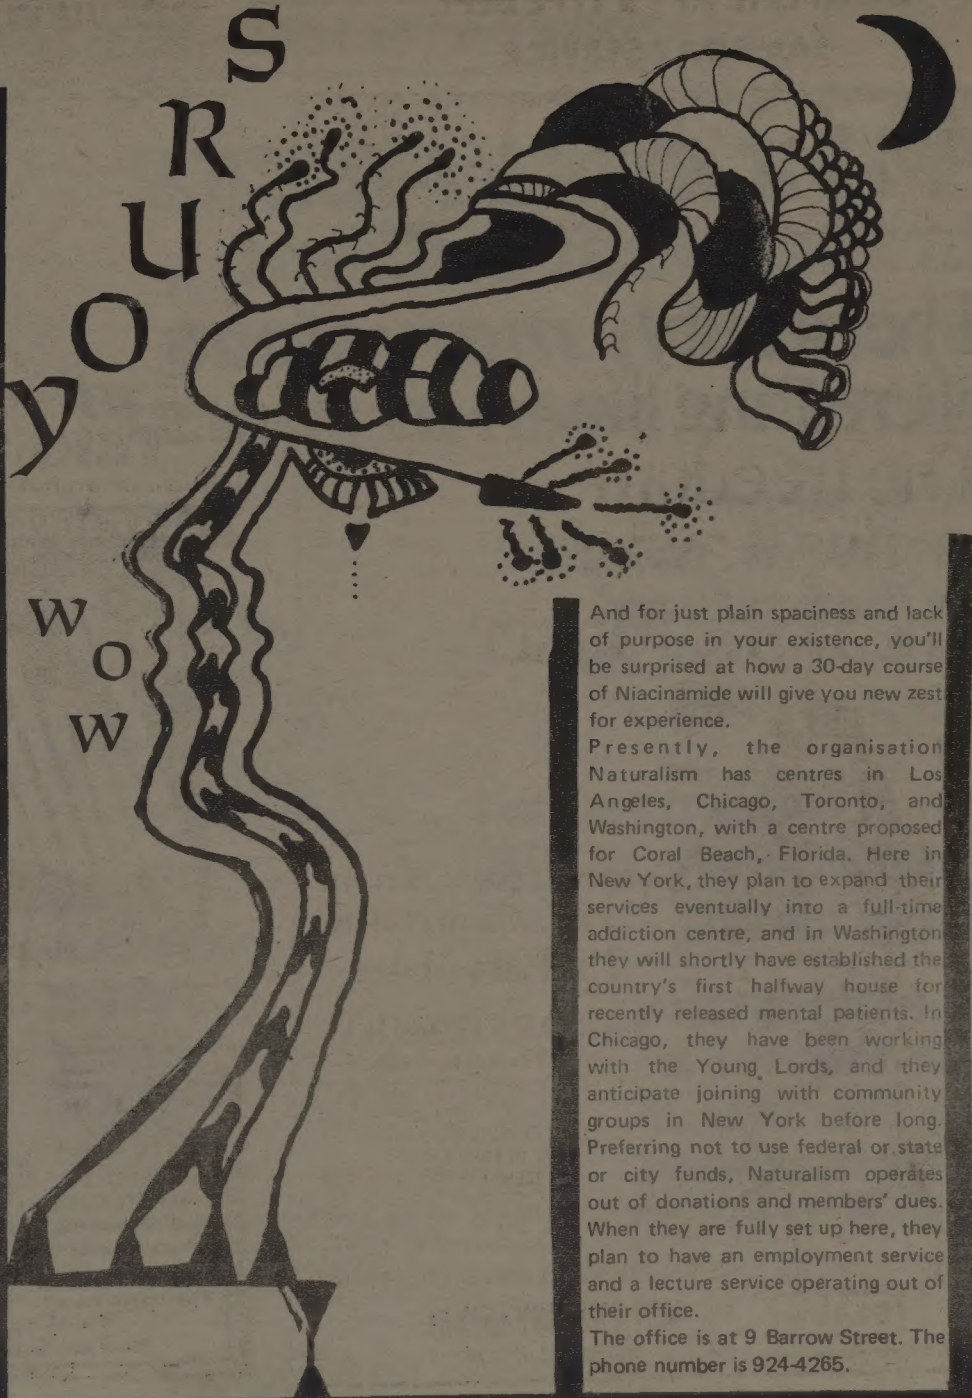 yours
wow
And for just plain spaciness and lack
of purpose in your existence, you'll
be surprised at how a 30-day course
of Niacinamide will give you new zest
for experience.
Presently, the organisation
Naturalism has centres in Los
Angeles, Chicago, Toronto, and
Washington, with a centre proposed
for Coral Beach, Florida. Here in
New York, they plan to expand their
services eventually into a full-time
addiction centre, and in Washington
they will shortly have established the
country's first halfway house for
recently released mental patients. In
Chicago, they have been working
with the Young Lords, and they
anticipate joining with community
groups in New York before long.
Preferring not to use federal or state
or city funds, Naturalism operates
out of donations and members' dues.
When they are fully set up here, they
plan to have an employment service
and a lecture service operating out of
their office.
The office is at 9 Barrow Street. The
phone number is 924-4265.